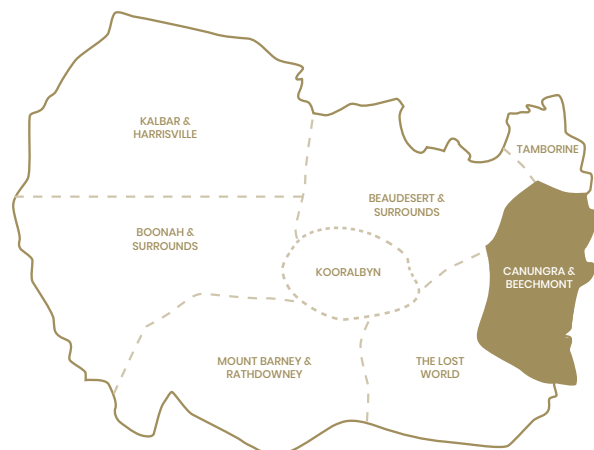 KALBAR &
HARRISVILLE
TAMBORINE
BEAUDESERT &
SURROUNDS
BOONAH &
SURROUNDS
KOORALBYN
CANUNGRA &
BEECHMONT
MOUNT BARNEY &
RATHDOWNEY
THE LOST
WORLD